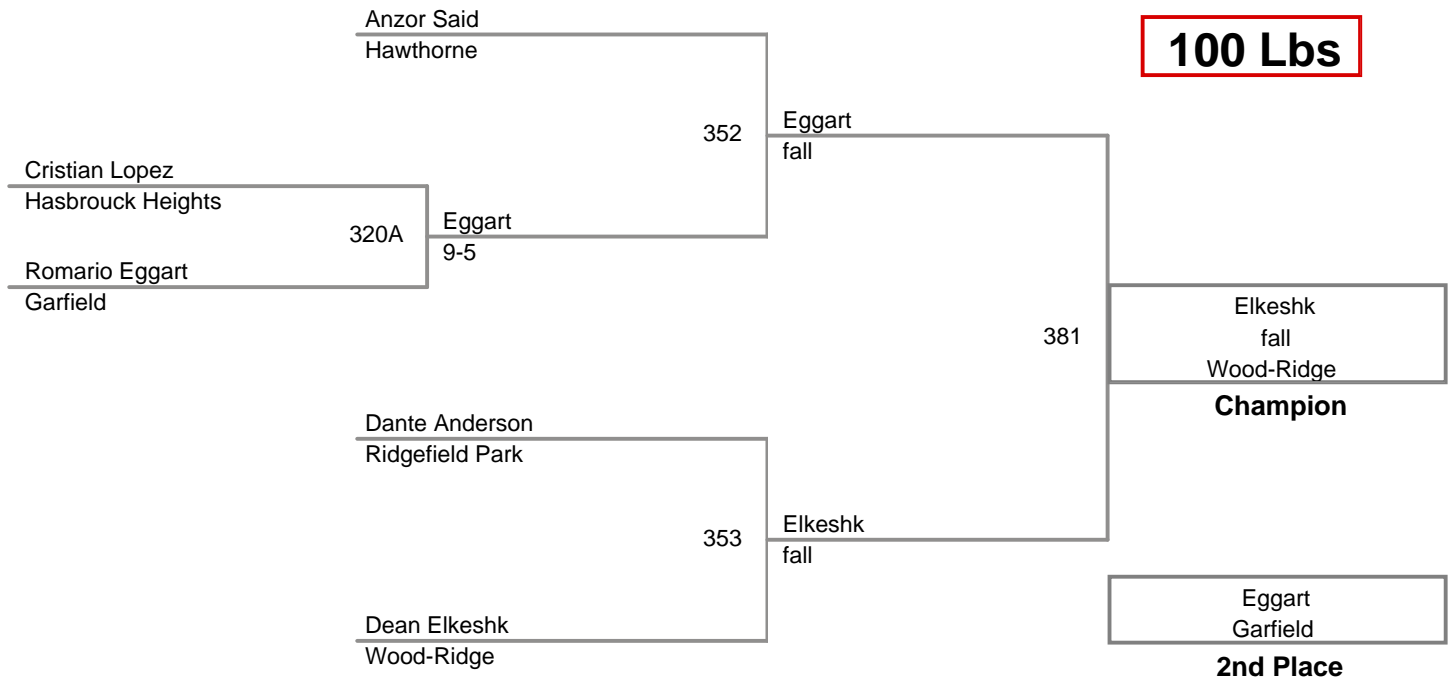 Anzor Said
Hawthorne
100 Lbs
352
Eggart
fall
Cristian Lopez
Hasbrouck Heights
320A
Eggart
9-5
Romario Eggart
Garfield
381
Elkeshk
fall
Wood-Ridge
Champion
Dante Anderson
Ridgefield Park
353
Elkeshk
fall
Dean Elkeshk
Wood-Ridge
Eggart
Garfield
2nd Place